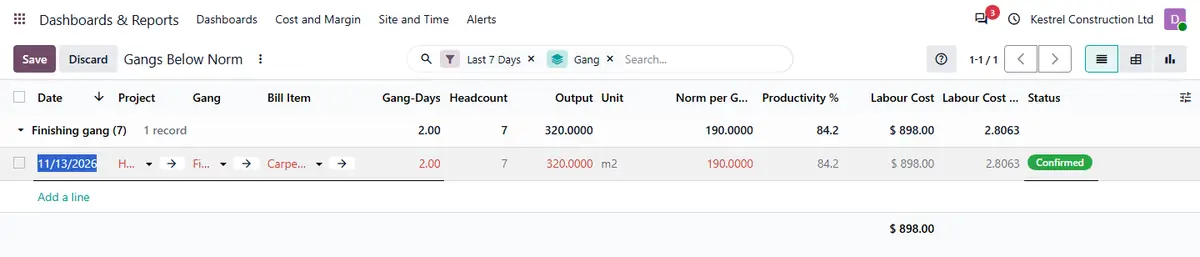 Dashboards & Reports Dashboards Cost and Margin Site and Time Alerts 3 Kestrel Construction Ltd D
Save Discard Gangs Below Norm Last 7 Days × Gang × Search... 1-1 / 1
Date Project Gang Bill Item Gang-Days Headcount Output Unit Norm per G... Productivity % Labour Cost Labour Cost ... Status
Finishing gang (7) 1 record 2.00 7 320.0000 190.0000 84.2 $ 898.00 2.8063
11/13/2026 H... Fi... Carpe... 2.00 7 320.0000 m2 190.0000 84.2 $ 898.00 2.8063 Confirmed
Add a line
$ 898.00